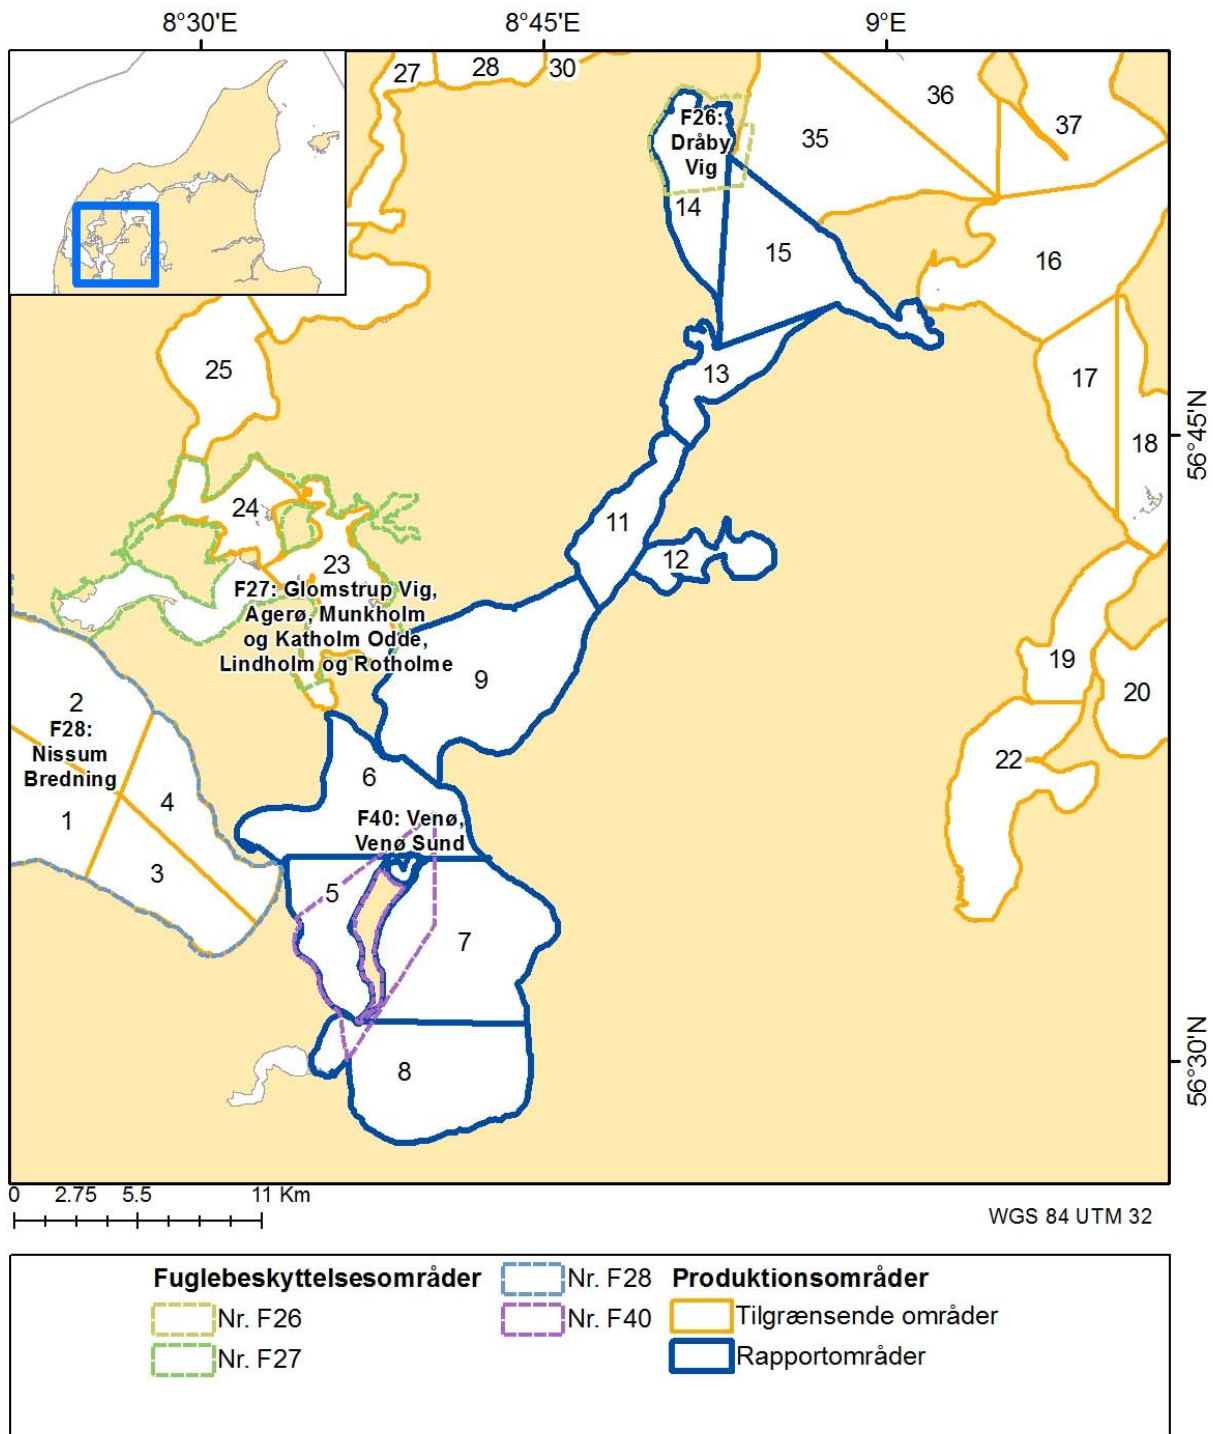 8°30'E 8°45'E 9°E
27 28 30
36
37
F26:
Dråby
Vig
35
14
15
16
25
13
17
18
56°45'N
24
11
12
23
F27: Glomstrup Vig,
Agerø, Munkholm
og Katholm Odde,
Lindholm og Rotholme
19
20
9
2
F28:
Nissum
Bredning
22
6
4
1
F40: Venø,
Venø Sund
3
5
7
56°30'N
8
0 2.75 5.5 11 Km
WGS 84 UTM 32
Fuglebeskyttelsesområder
Nr. F26
Nr. F27
Nr. F28
Nr. F40
Produktionsområder
Tilgrænsende områder
Rapportområder